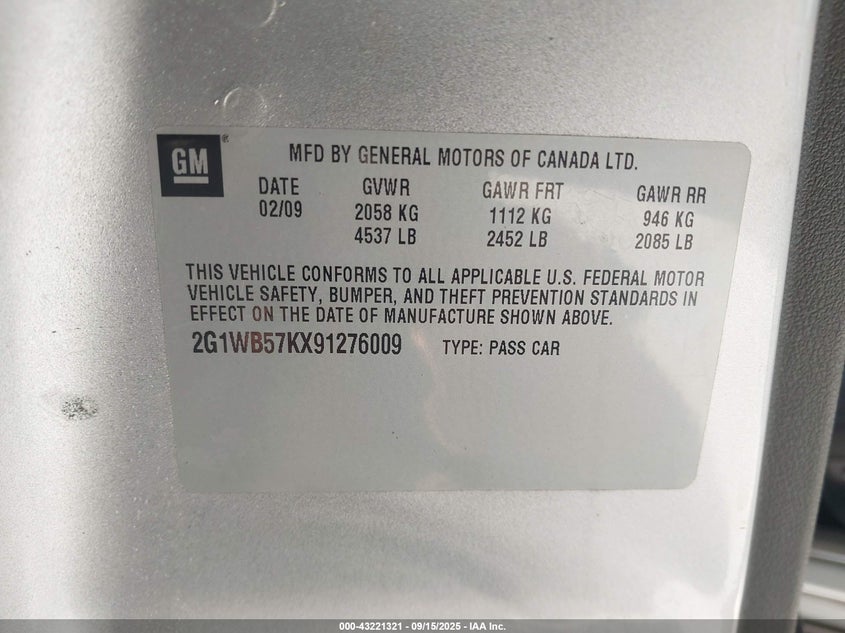 GM ®
MFD BY GENERAL MOTORS OF CANADA LTD.
DATE GVWR GAWR FRT GAWR RR
02/09 2058 KG 1112 KG 946 KG
4537 LB 2452 LB 2085 LB
THIS VEHICLE CONFORMS TO ALL APPLICABLE U.S. FEDERAL MOTOR
VEHICLE SAFETY, BUMPER, AND THEFT PREVENTION STANDARDS IN
EFFECT ON THE DATE OF MANUFACTURE SHOWN ABOVE.
2G1WB57KX91276009 TYPE: PASS CAR
000-43221321 - 09/15/2025 - IAA Inc.